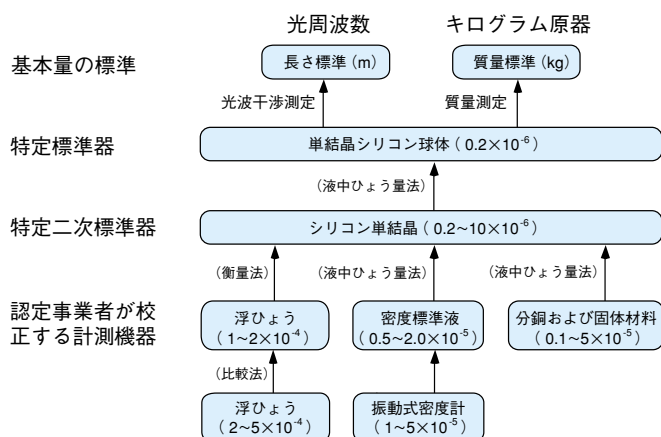 光周波数 キログラム原器
基本量の標準 長さ標準（m） 質量標準（kg）
光波干渉測定 質量測定
特定標準器 単結晶シリコン球体（ 0.2×10⁻⁶）
（液中ひょう量法）
特定二次標準器 シリコン単結晶（ 0.2~10×10⁻⁶）
（衡量法） （液中ひょう量法） （液中ひょう量法）
認定事業者が校 浮ひょう 密度標準液 分銅および固体材料
正する計測機器 （ 1~2×10⁻⁴） （ 0.5~2.0×10⁻⁵） （ 0.1~5×10⁻⁵）
（比較法）
浮ひょう 振動式密度計
（ 2~5×10⁻⁴） （ 1~5×10⁻⁵）